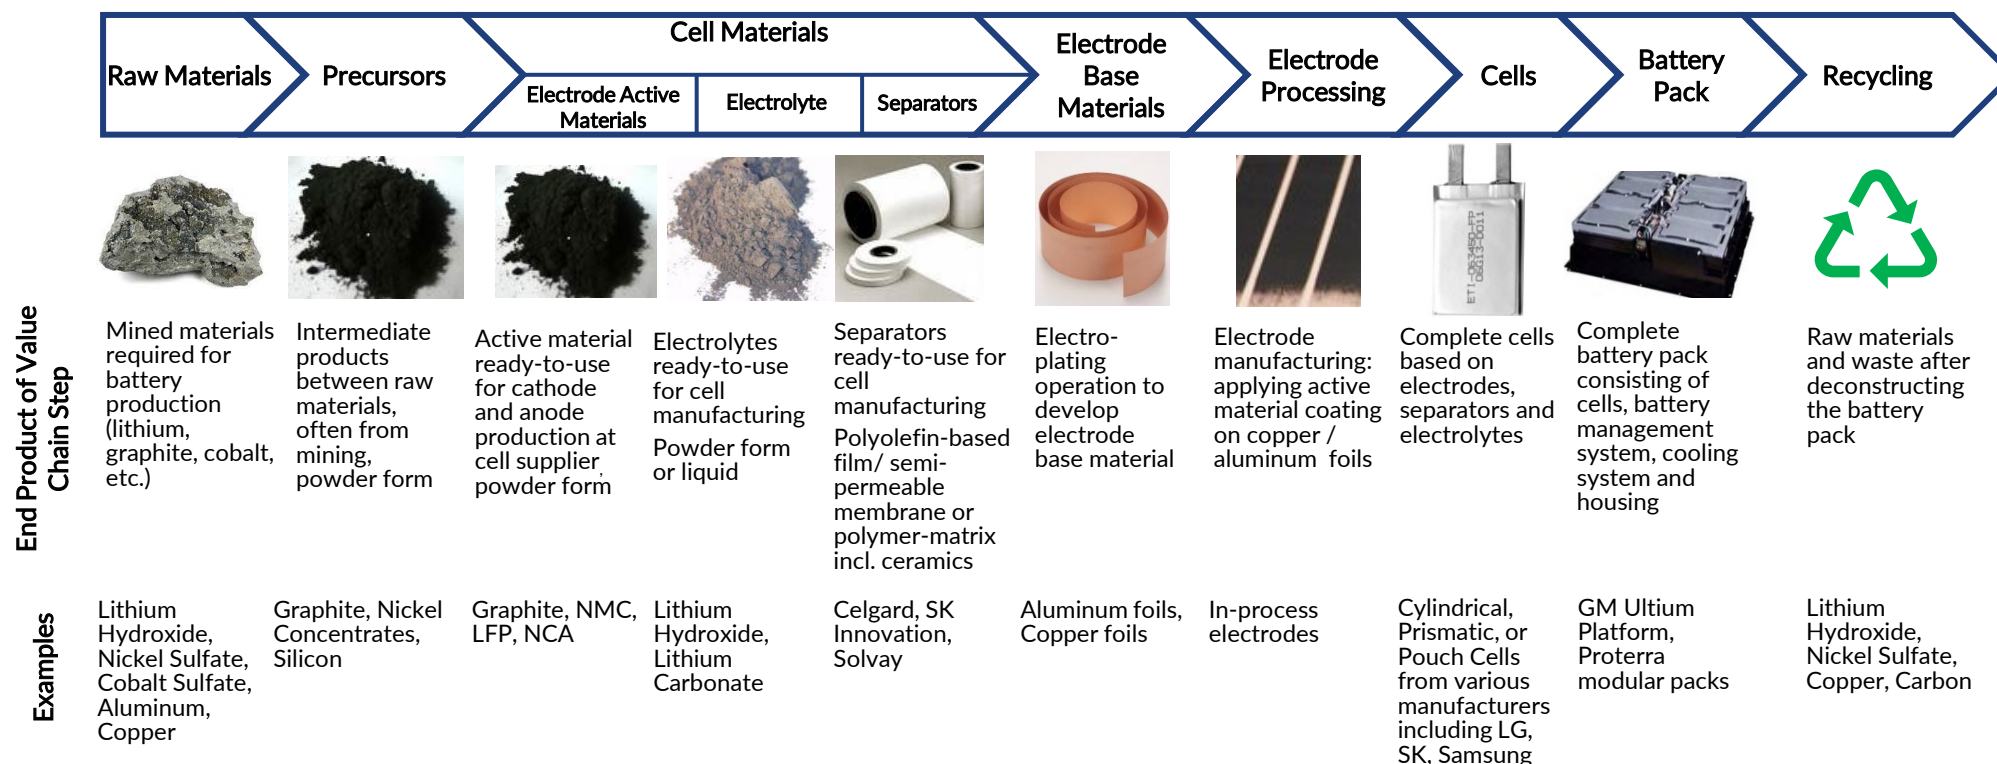 Raw Materials
Precursors
Cell Materials
Electrode Active
Materials
Electrolyte
Separators
Electrode
Base
Materials
Electrode
Processing
Cells
Battery
Pack
Recycling
ETI-063450-FP
End Product of Value
Chain Step
Mined materials
required for
battery
production
(lithium,
graphite, cobalt,
etc.)
Intermediate
products
between raw
materials,
often from
mining,
powder form
Active material
ready-to-use
for cathode
and anode
production at
cell supplier,
powder form
Electrolytes
ready-to-use
for cell
manufacturing
Powder form
or liquid
Separators
ready-to-use for
cell
manufacturing
Polyolefin-based
film/ semi-
permeable
membrane or
polymer-matrix
incl. ceramics
Electro-
plating
operation to
develop
electrode
base material
Electrode
manufacturing:
applying active
material coating
on copper /
aluminum foils
Complete cells
based on
electrodes,
separators and
electrolytes
Complete
battery pack
consisting of
cells, battery
management
system, cooling
system and
housing
Raw materials
and waste after
deconstructing
the battery
pack
Examples
Lithium
Hydroxide,
Nickel Sulfate,
Cobalt Sulfate,
Aluminum,
Copper
Graphite, Nickel
Concentrates,
Silicon
Graphite, NMC,
LFP, NCA
Lithium
Hydroxide,
Lithium
Carbonate
Celgard, SK
Innovation,
Solvay
Aluminum foils,
Copper foils
In-process
electrodes
Cylindrical,
Prismatic, or
Pouch Cells
from various
manufacturers
including LG,
SK, Samsung
GM Ultium
Platform,
Proterra
modular packs
Lithium
Hydroxide,
Nickel Sulfate,
Copper, Carbon